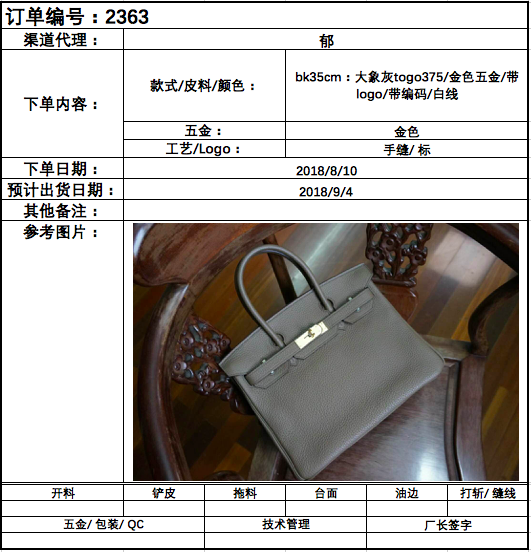 订单编号：2363
渠道代理： 郁
下单内容： 款式/皮料/颜色： bk35cm：大象灰togo375/金色五金/带
logo/带编码/白线
五金： 金色
工艺/Logo： 手缝/ 标
下单日期： 2018/8/10
预计出货日期： 2018/9/4
其他备注：
参考图片：
开料 铲皮 拖料 台面 油边 打斩/ 缝线
五金/ 包装/ QC 技术管理 厂长签字